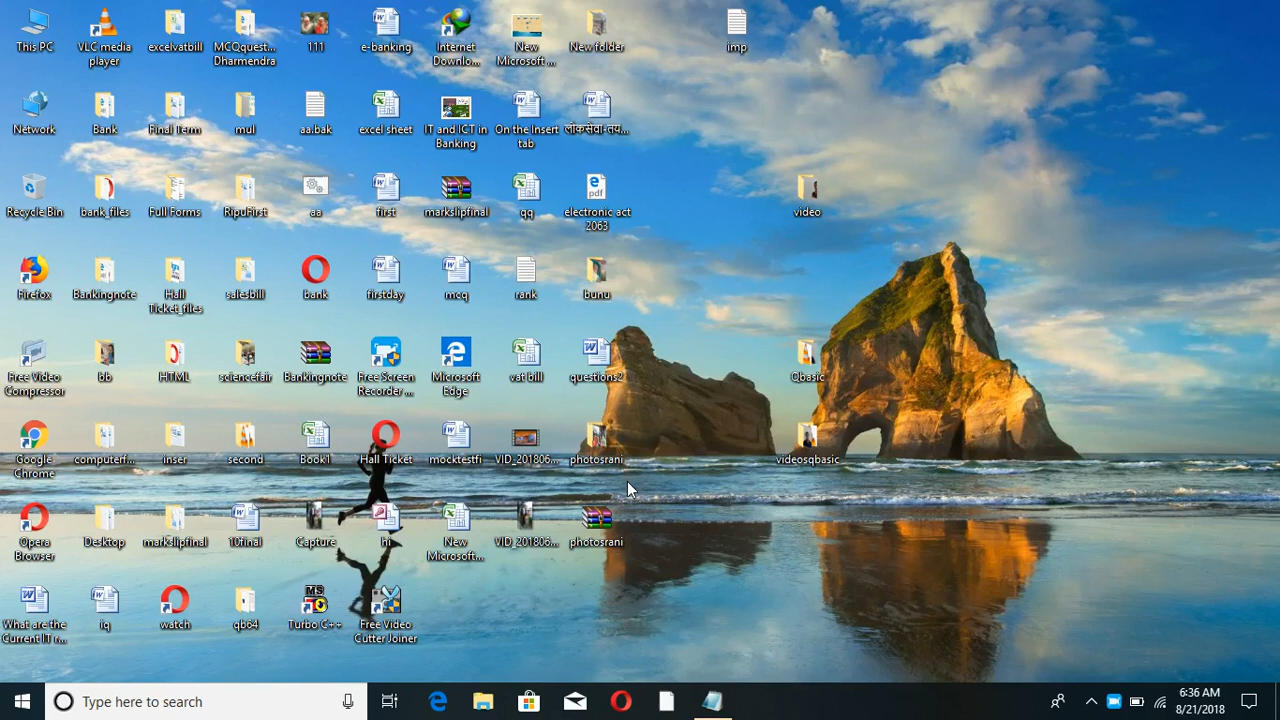 This PC
VLC media
player
excelvatbill
MCQquest...
Dharmendra
111
e-banking
Internet
Downlo...
New
Microsoft ...
New folder
imp
Network
Bank
Final Term
mul
aa.bak
excel sheet
IT and ICT in
Banking
On the Insert
tab
लोकसेवा-तय...
Recycle Bin
bank_files
Full Forms
RipuFirst
aa
first
markslipfinal
qq
electronic act
2063
video
Firefox
Bankingnote
Hall
Ticket_files
salesbill
bank
firstday
mcq
rank
bunu
Free Video
Compressor
bb
HTML
sciencefair
Bankingnote
Free Screen
Recorder ...
Microsoft
Edge
vat bill
questions2
Qbasic
Google
Chrome
computerf...
inser
second
Book1
Hall Ticket
mocktestfi
VID_201806...
photosrani
videosqbasic
Opera
Browser
Desktop
markslipfinal
10final
Capture
hi
New
Microsoft...
VID_201806...
photosrani
What are the
Current IT r...
iq
watch
qb64
MS
Turbo C++
Free Video
Cutter Joiner
Type here to search
6:36 AM
8/21/2018